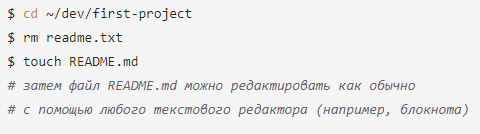 $ cd ~/dev/first-project
$ rm readme.txt
$ touch README.md
# затем файл README.md можно редактировать как обычно
# с помощью любого текстового редактора (например, блокнота)